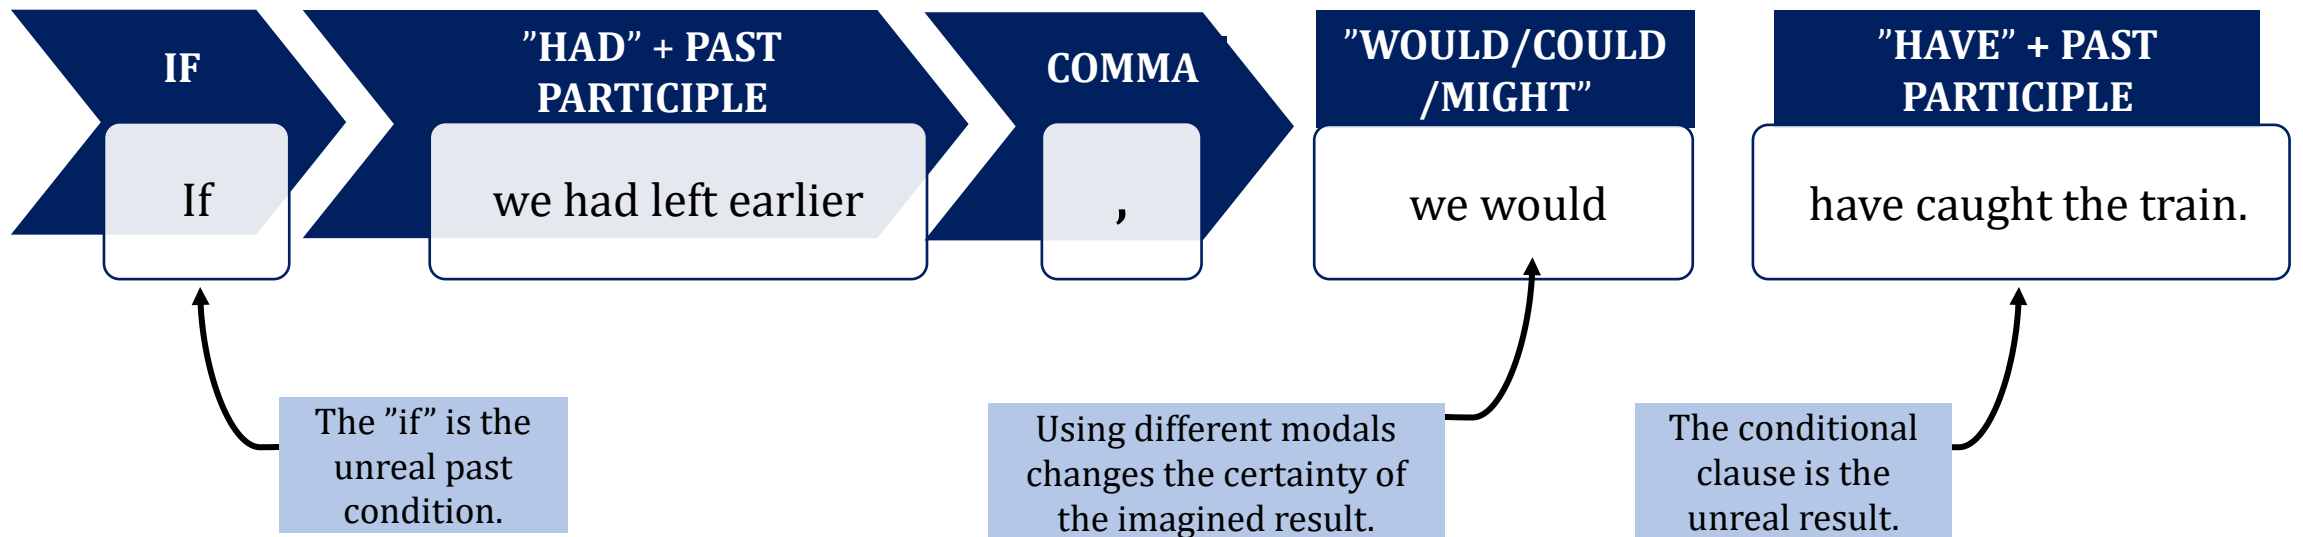 IF
”HAD” + PAST
PARTICIPLE
COMMA
”WOULD/COULD
/MIGHT”
”HAVE” + PAST
PARTICIPLE
If
we had left earlier
,
we would
have caught the train.
The ”if” is the
unreal past
condition.
Using different modals
changes the certainty of
the imagined result.
The conditional
clause is the
unreal result.